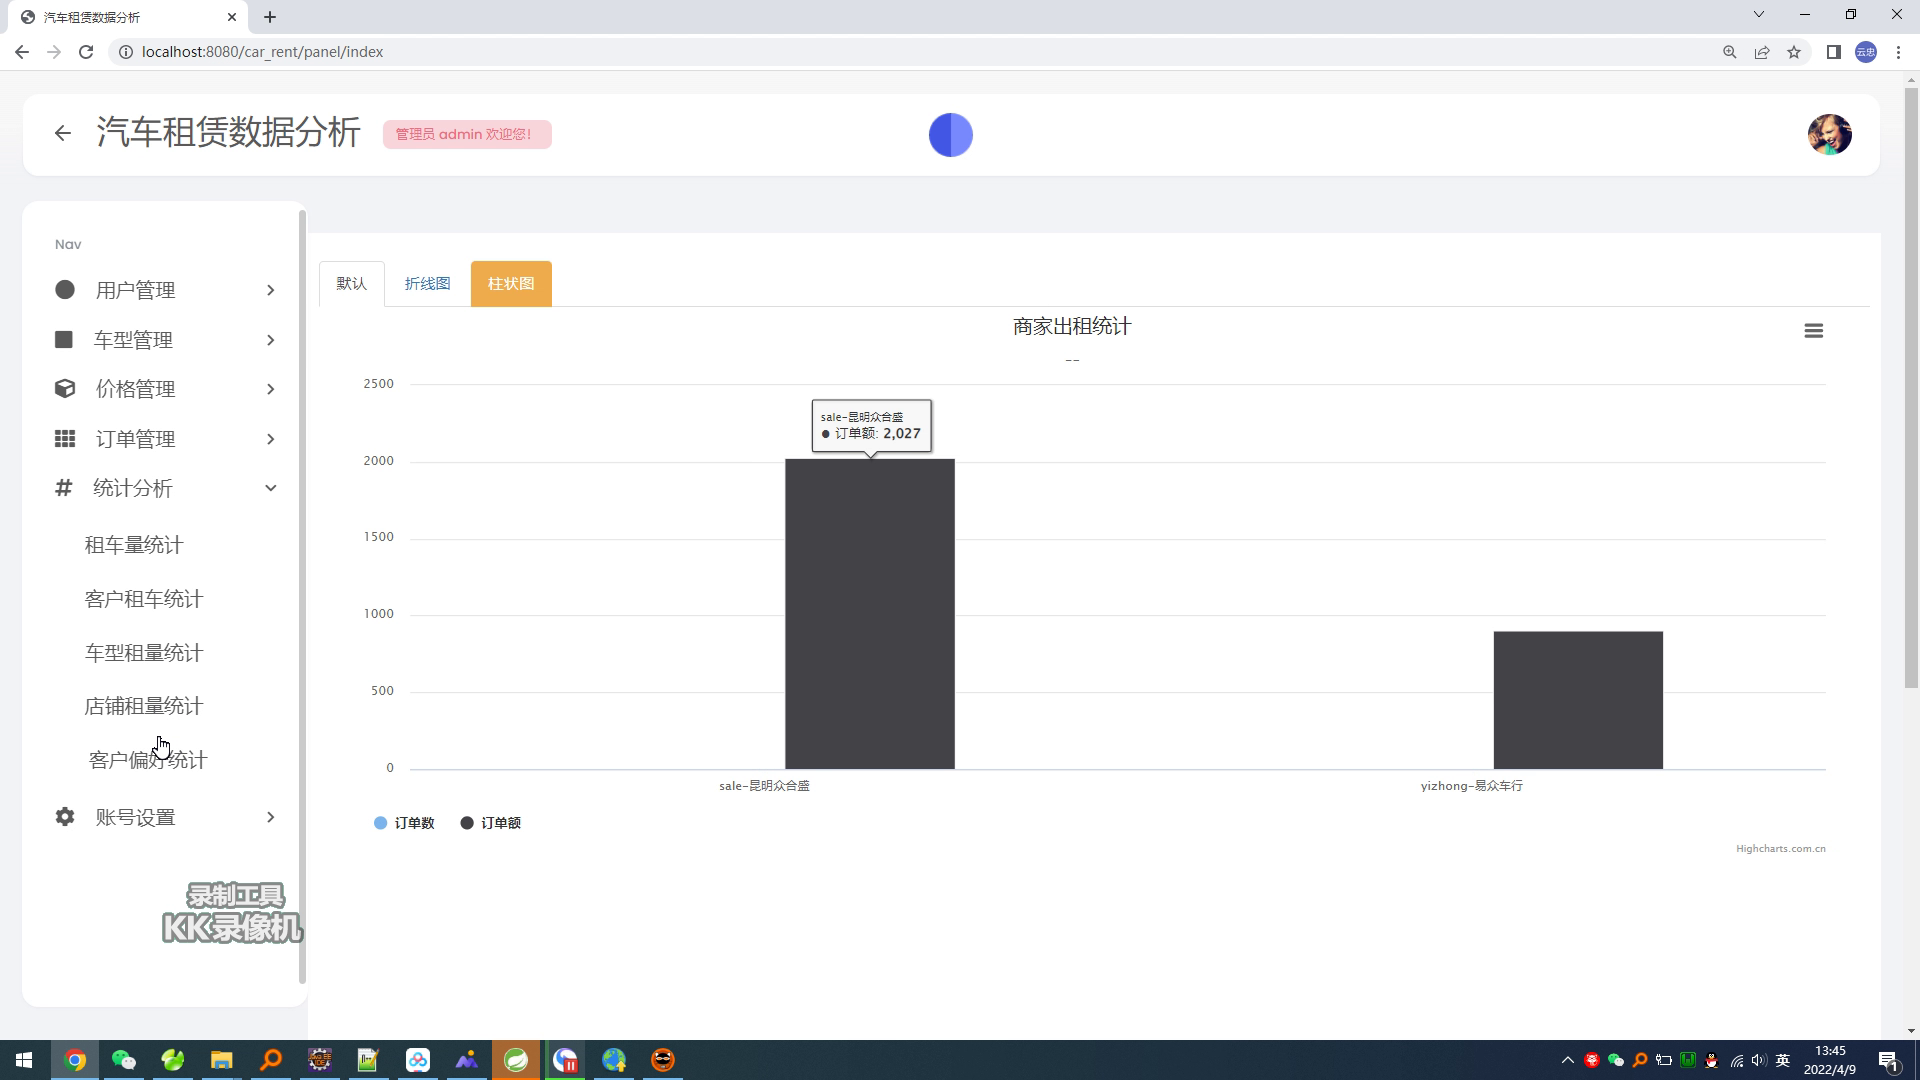 汽车租赁数据分析
localhost:8080/car_rent/panel/index
云忠
汽车租赁数据分析
管理员 admin 欢迎您！
Nav
用户管理
车型管理
价格管理
订单管理
统计分析
租车量统计
客户租车统计
车型租量统计
店铺租量统计
客户偏好统计
账号设置
录制工具
KK录像机
默认
折线图
柱状图
商家出租统计
--
2500
2000
1500
1000
500
0
sale-昆明众合盛
订单额: 2,027
sale-昆明众合盛
yizhong-易众车行
订单数
订单额
Highcharts.com.cn
英
13:45
2022/4/9
1